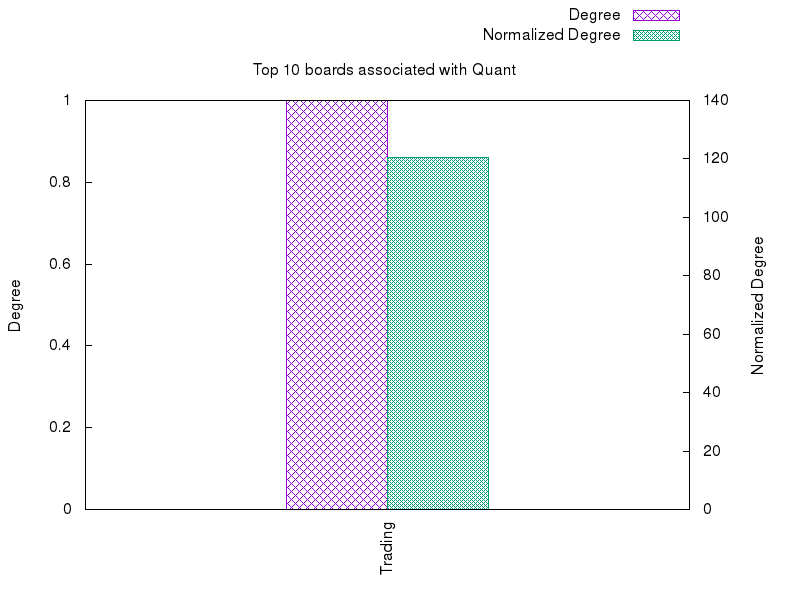 Degree
Normalized Degree
Top 10 boards associated with Quant
1
0.8
0.6
0.4
0.2
0
140
120
100
80
60
40
20
0
Degree
Normalized Degree
Trading